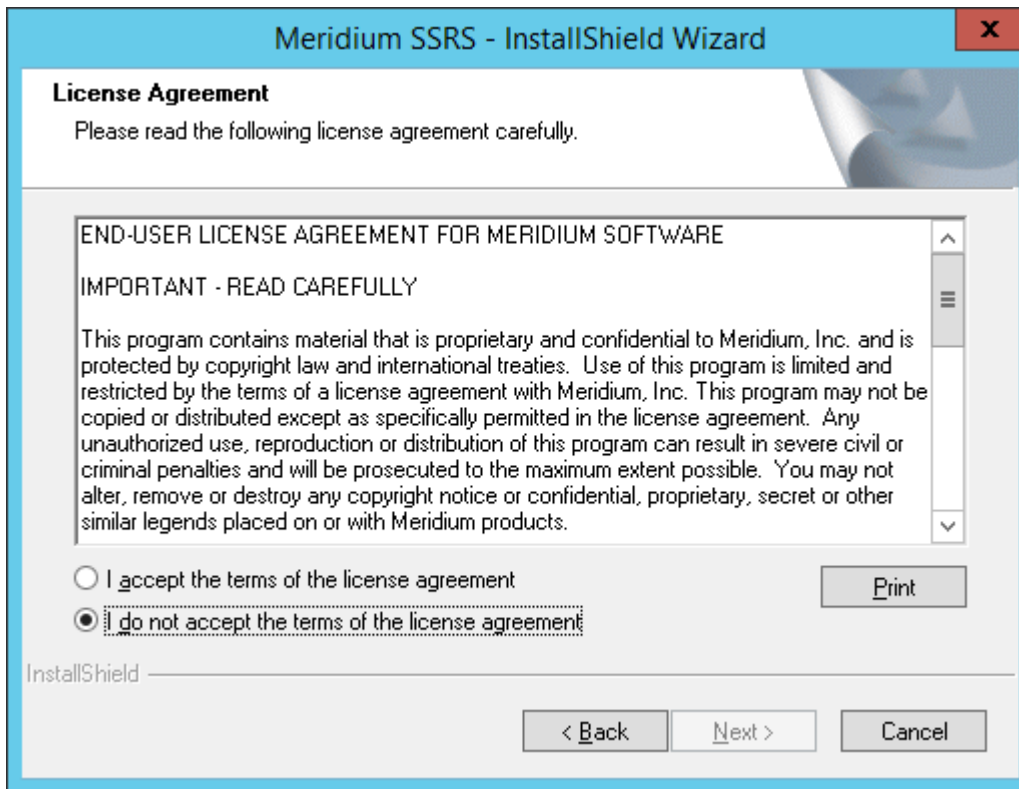 Meridium SSRS - InstallShield Wizard
x
License Agreement
Please read the following license agreement carefully.
END-USER LICENSE AGREEMENT FOR MERIDIUM SOFTWARE
IMPORTANT - READ CAREFULLY
This program contains material that is proprietary and confidential to Meridium, Inc. and is
protected by copyright law and international treaties.  Use of this program is limited and
restricted by the terms of a license agreement with Meridium, Inc. This program may not be
copied or distributed except as specifically permitted in the license agreement.  Any
unauthorized use, reproduction or distribution of this program can result in severe civil or
criminal penalties and will be prosecuted to the maximum extent possible.  You may not
alter, remove or destroy any copyright notice or confidential, proprietary, secret or other
similar legends placed on or with Meridium products.
I accept the terms of the license agreement
Print
I do not accept the terms of the license agreement
InstallShield
< Back
Next >
Cancel